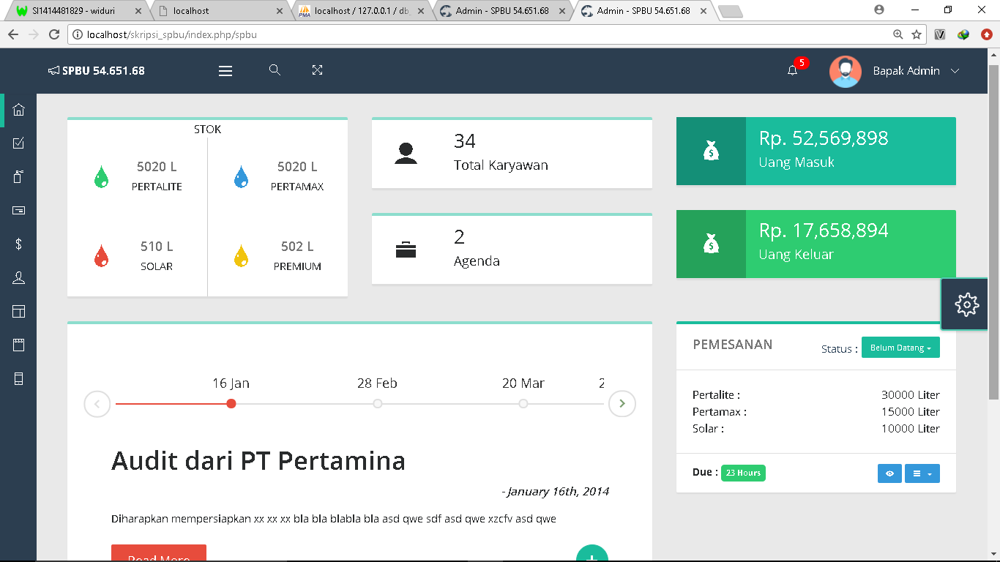 SI1414481829 - widuri
localhost
localhost / 127.0.0.1 / db_
Admin - SPBU 54.651.68
Admin - SPBU 54.651.68
localhost/skripsi_spbu/index.php/spbu
SPBU 54.651.68
5
Bapak Admin
STOK
5020 L
PERTALITE
5020 L
PERTAMAX
510 L
SOLAR
502 L
PREMIUM
34
Total Karyawan
2
Agenda
Rp. 52,569,898
Uang Masuk
Rp. 17,658,894
Uang Keluar
16 Jan
28 Feb
20 Mar
2
Audit dari PT Pertamina
- January 16th, 2014
Diharapkan mempersiapkan xx xx xx bla bla blabla bla asd qwe sdf asd qwe xzcfv asd qwe
Read More
PEMESANAN
Status : Belum Datang
Pertalite : 30000 Liter
Pertamax : 15000 Liter
Solar : 10000 Liter
Due : 23 Hours